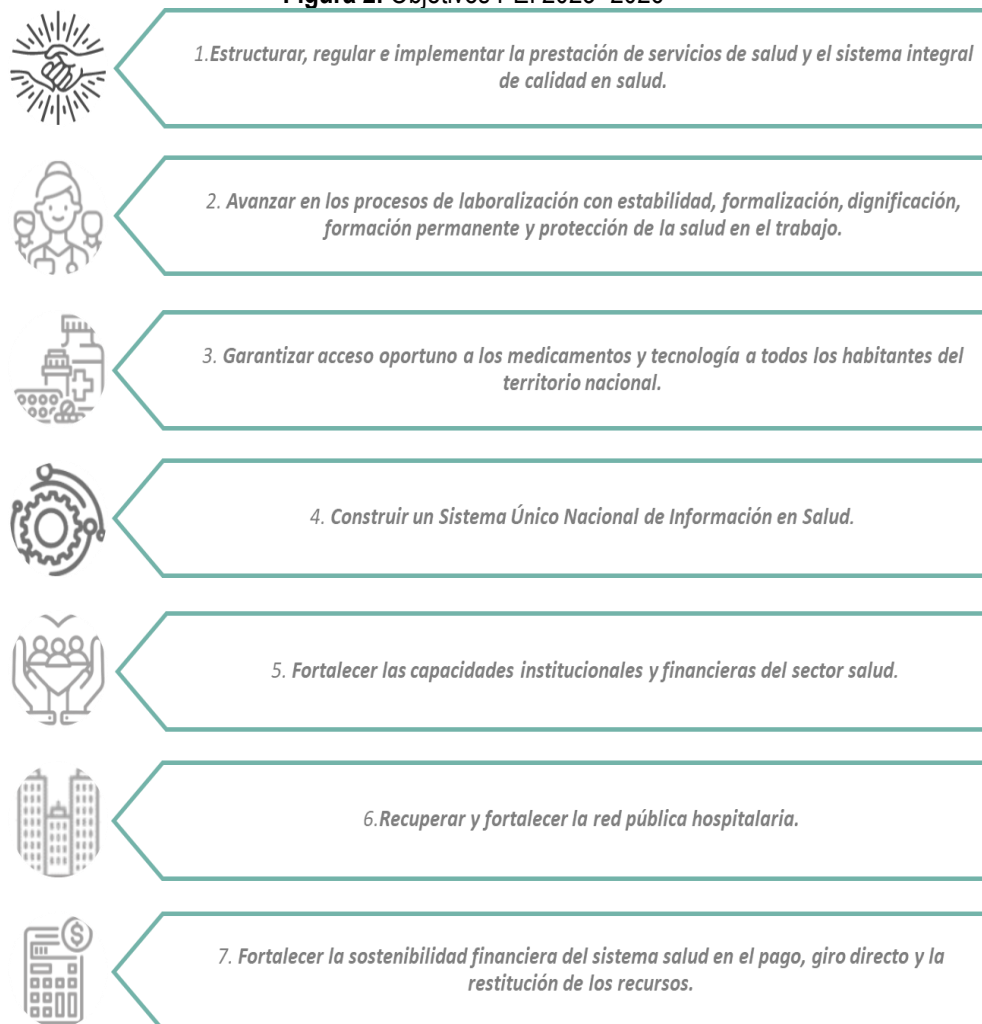 Figura 2. Objetivos PEI 2023- 2026
1.Estructurar, regular e implementar la prestación de servicios de salud y el sistema integral
de calidad en salud.
2. Avanzar en los procesos de laboralización con estabilidad, formalización, dignificación,
formación permanente y protección de la salud en el trabajo.
3. Garantizar acceso oportuno a los medicamentos y tecnología a todos los habitantes del
territorio nacional.
4. Construir un Sistema Único Nacional de Información en Salud.
5. Fortalecer las capacidades institucionales y financieras del sector salud.
6.Recuperar y fortalecer la red pública hospitalaria.
7. Fortalecer la sostenibilidad financiera del sistema salud en el pago, giro directo y la
restitución de los recursos.
$